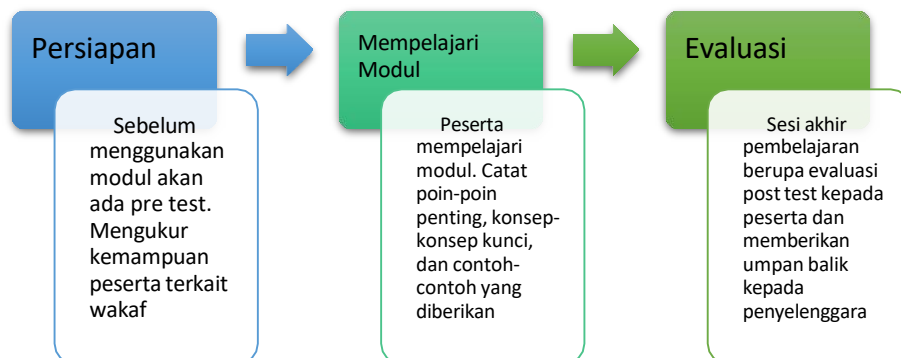 Persiapan
Sebelum
menggunakan
modul akan
ada pre test.
Mengukur
kemampuan
peserta terkait
wakaf
Mempelajari
Modul
Peserta
mempelajari
modul. Catat
poin-poin
penting, konsep-
konsep kunci,
dan contoh-
contoh yang
diberikan
Evaluasi
Sesi akhir
pembelajaran
berupa evaluasi
post test kepada
peserta dan
memberikan
umpan balik
kepada
penyelenggara